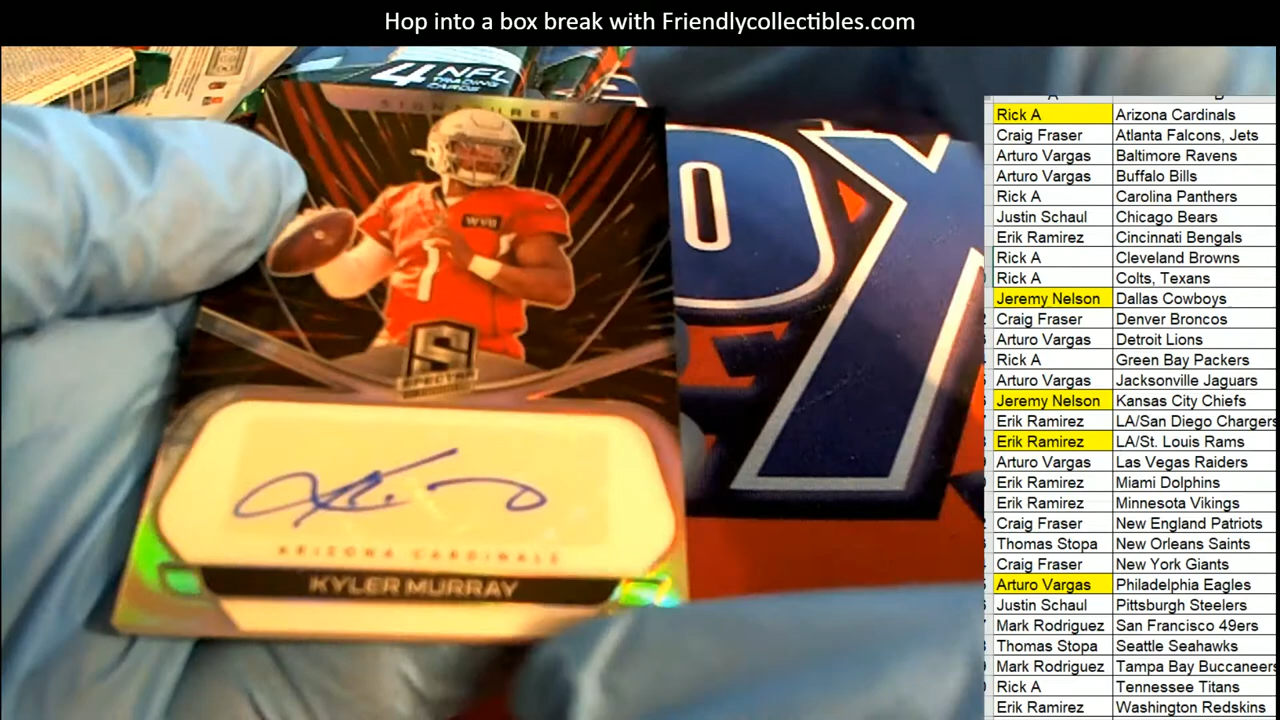 Hop into a box break with Friendlycollectibles.com
4 NFL
TRADING
CARDS
SIGNATURES
WYB
1
S
SPECTRA
ARIZONA CARDINALS
KYLER MURRAY
0
Rick A Arizona Cardinals
Craig Fraser Atlanta Falcons, Jets
Arturo Vargas Baltimore Ravens
Arturo Vargas Buffalo Bills
Rick A Carolina Panthers
Justin Schaul Chicago Bears
Erik Ramirez Cincinnati Bengals
Rick A Cleveland Browns
Rick A Colts, Texans
Jeremy Nelson Dallas Cowboys
Craig Fraser Denver Broncos
Arturo Vargas Detroit Lions
Rick A Green Bay Packers
Arturo Vargas Jacksonville Jaguars
Jeremy Nelson Kansas City Chiefs
Erik Ramirez LA/San Diego Chargers
Erik Ramirez LA/St. Louis Rams
Arturo Vargas Las Vegas Raiders
Erik Ramirez Miami Dolphins
Erik Ramirez Minnesota Vikings
Craig Fraser New England Patriots
Thomas Stopa New Orleans Saints
Craig Fraser New York Giants
Arturo Vargas Philadelphia Eagles
Justin Schaul Pittsburgh Steelers
Mark Rodriguez San Francisco 49ers
Thomas Stopa Seattle Seahawks
Mark Rodriguez Tampa Bay Buccaneers
Rick A Tennessee Titans
Erik Ramirez Washington Redskins